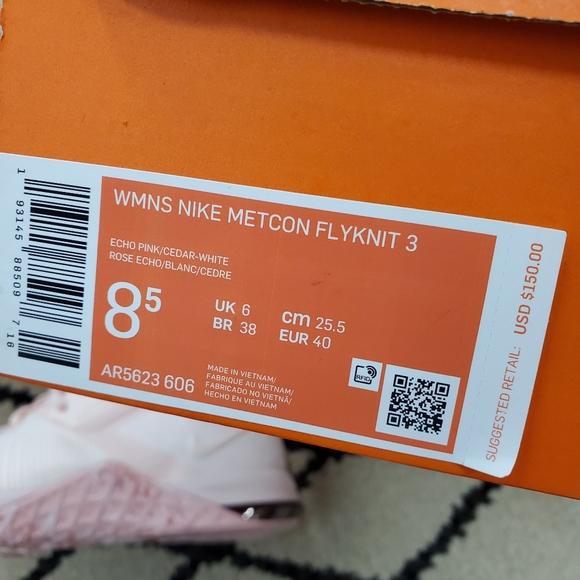 WMNS NIKE METCON FLYKNIT 3
ECHO PINK/CEDAR-WHITE
ROSE ECHO/BLANC/CEDRE
8⁵
UK 6
BR 38
cm 25.5
EUR 40
AR5623 606
MADE IN VIETNAM/
FABRIQUE AU VIETNAM/
FABRICADO NO VIETNÃ/
HECHO EN VIETNAM
RFID
SUGGESTED RETAIL: USD $150.00
1 93145 88509 7 16